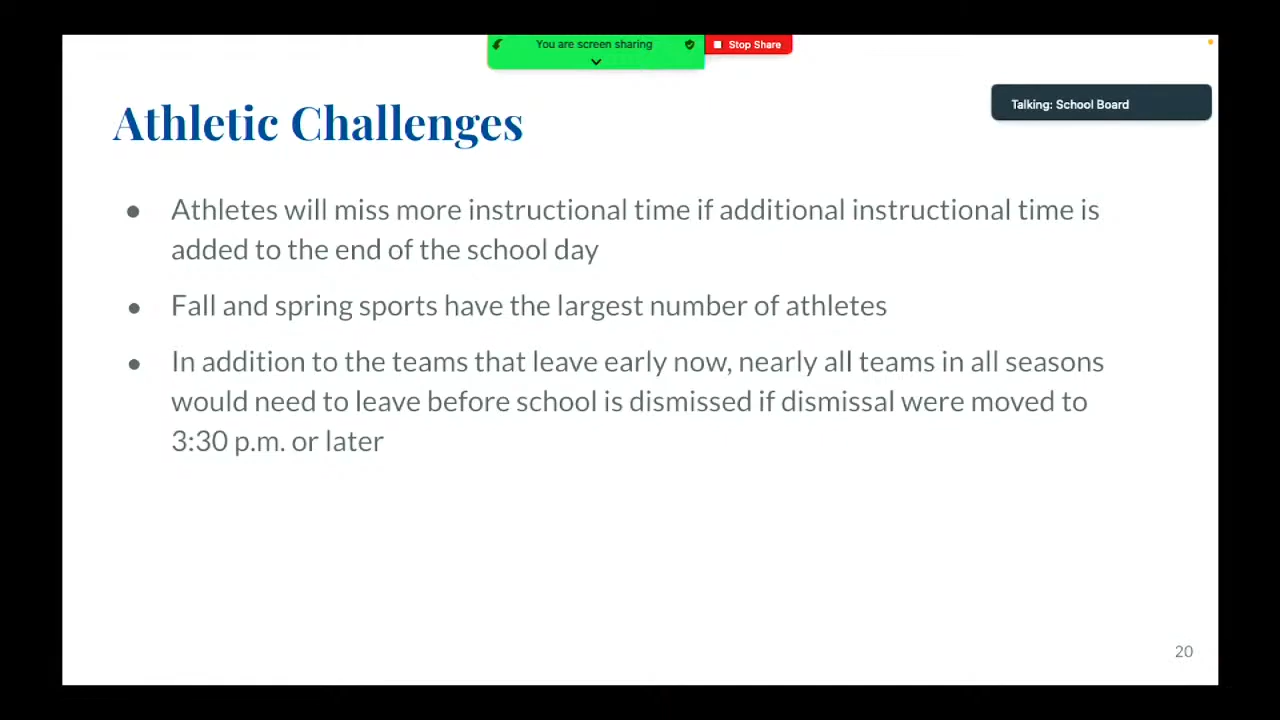 You are screen sharing
Stop Share
Talking: School Board
Athletic Challenges
● Athletes will miss more instructional time if additional instructional time is
added to the end of the school day
● Fall and spring sports have the largest number of athletes
● In addition to the teams that leave early now, nearly all teams in all seasons
would need to leave before school is dismissed if dismissal were moved to
3:30 p.m. or later
20